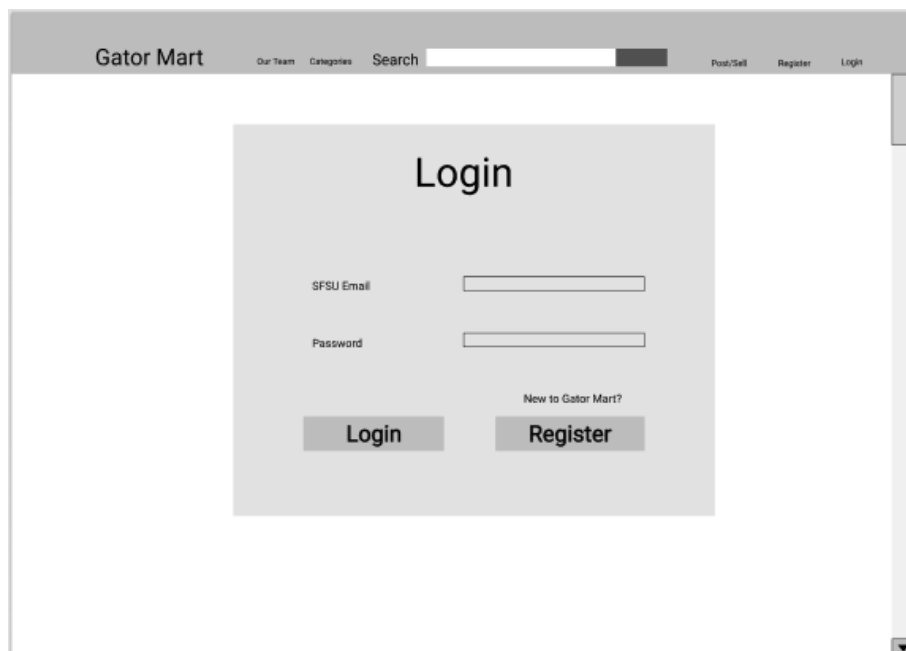 Gator Mart Our Team Categories Search Post/Sell Register Login
Login
SFSU Email
Password
New to Gator Mart?
Login Register